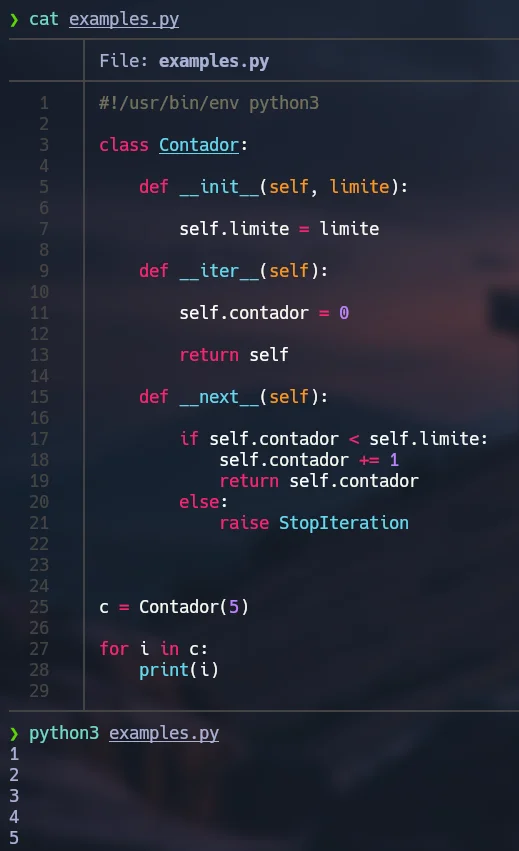 ❯ cat examples.py
File: examples.py
1 #!/usr/bin/env python3
2
3 class Contador:
4
5     def __init__(self, limite):
6
7         self.limite = limite
8
9     def __iter__(self):
10
11         self.contador = 0
12
13         return self
14
15     def __next__(self):
16
17         if self.contador < self.limite:
18             self.contador += 1
19             return self.contador
20         else:
21             raise StopIteration
22
23
24
25 c = Contador(5)
26
27 for i in c:
28     print(i)
29
❯ python3 examples.py
1
2
3
4
5